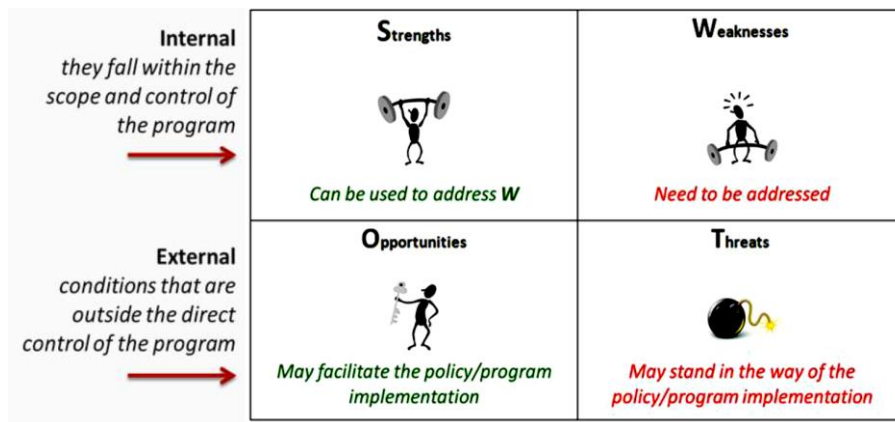 Internal
they fall within the
scope and control of
the program
Strengths
Can be used to address W
Weaknesses
Need to be addressed
External
conditions that are
outside the direct
control of the program
Opportunities
May facilitate the policy/program
implementation
Threats
May stand in the way of the
policy/program implementation